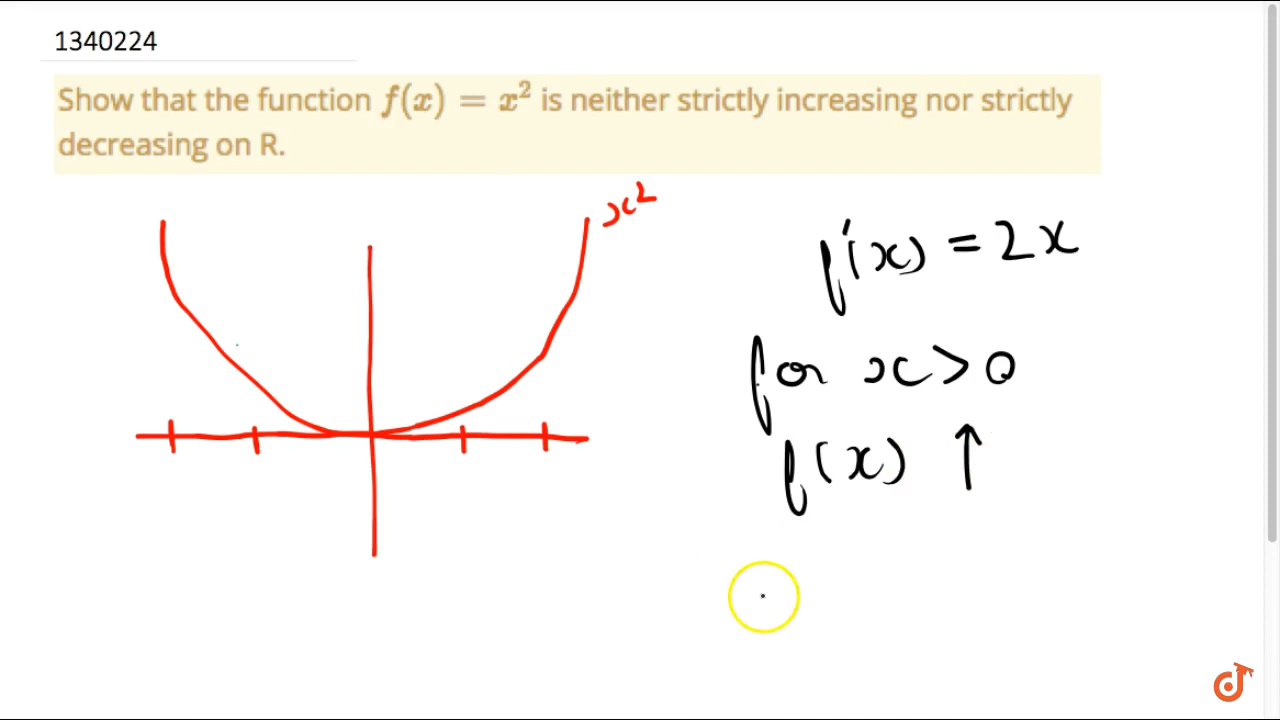 1340224
Show that the function f(x) = x² is neither strictly increasing nor strictly
decreasing on R.
x²
f'(x) = 2x
for x > 0
f(x) ↑